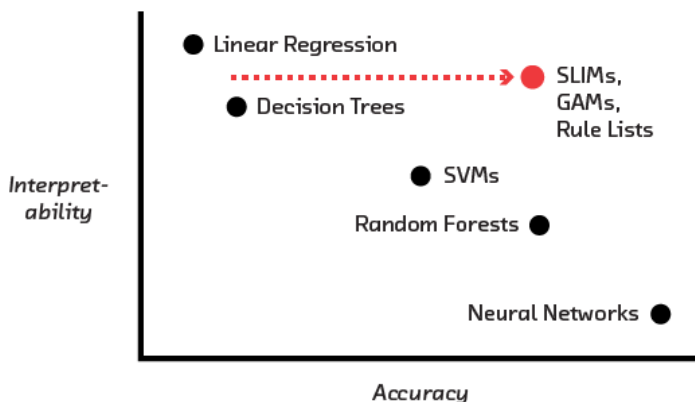 Linear Regression
SLIMs,
GAMs,
Rule Lists
Decision Trees
SVMs
Interpret-
ability
Random Forests
Neural Networks
Accuracy